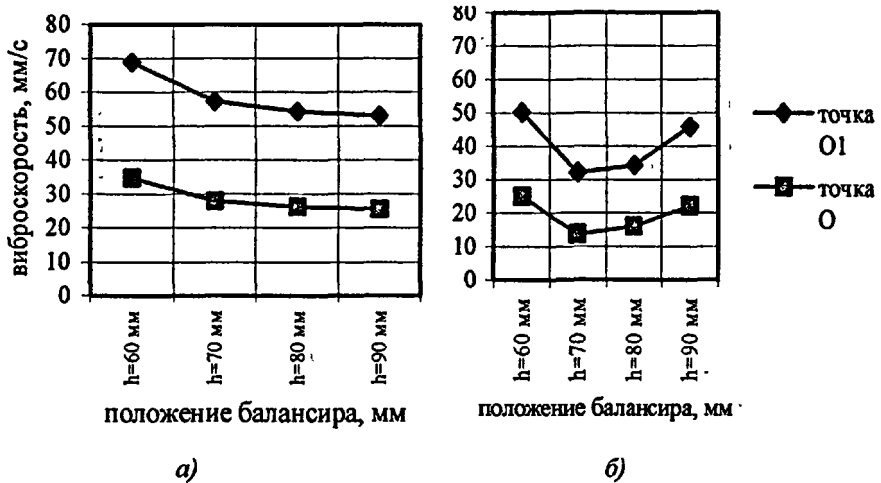 80
70
60
50
40
30
20
10
0
виброскорость, мм/с
h=60 мм
h=70 мм
h=80 мм
h=90 мм
положение балансира, мм
а)
80
70
60
50
40
30
20
10
0
h=60 мм
h=70 мм
h=80 мм
h=90 мм
положение балансира, мм
б)
точка
О1
точка
О